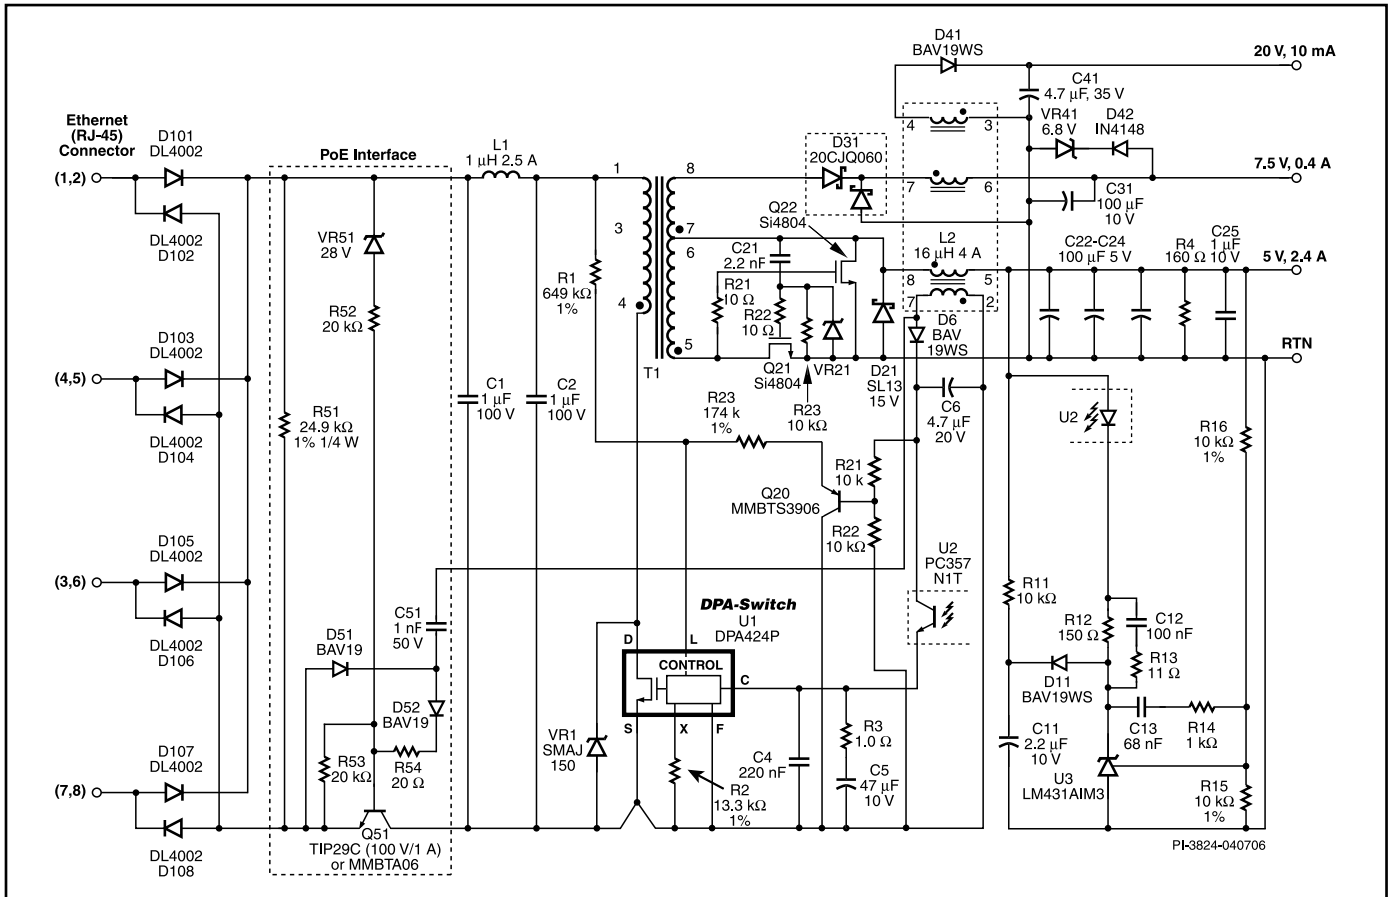 D41
BAV19WS
20 V, 10 mA
C41
4.7 µF, 35 V
Ethernet
(RJ-45)
Connector
D101
DL4002
PoE Interface
L1
1 µH 2.5 A
4
3
VR41
6.8 V
D42
IN4148
D31
20CJQ060
(1,2)
1
8
7
6
7.5 V, 0.4 A
DL4002
D102
VR51
28 V
3
7
6
Q22
Si4804
C31
100 µF
10 V
C21
2.2 nF
L2
16 µH 4 A
C22-C24
100 µF 5 V
R4
160 Ω
C25
1 µF
10 V
5 V, 2.4 A
R1
649 kΩ
1%
R21
10 Ω
R22
10 Ω
8
5
7
2
4
R52
20 kΩ
D6
BAV
19WS
D103
DL4002
5
RTN
(4,5)
T1
Q21
Si4804
VR21
D21
SL13
15 V
C1
1 µF
100 V
C2
1 µF
100 V
R23
174 k
1%
R23
10 kΩ
C6
4.7 µF
20 V
U2
R51
24.9 kΩ
1% 1/4 W
DL4002
D104
R16
10 kΩ
1%
R21
10 k
Q20
MMBTS3906
R22
10 kΩ
D105
DL4002
U2
PC357
N1T
(3,6)
R11
10 kΩ
DPA-Switch
U1
DPA424P
C51
1 nF
50 V
R12
150 Ω
C12
100 nF
DL4002
D106
D51
BAV19
D
L
CONTROL
C
R13
11 Ω
D11
BAV19WS
D52
BAV19
S
X
F
VR1
SMAJ
150
R3
1.0 Ω
C13
68 nF
R14
1 kΩ
C11
2.2 µF
10 V
D107
DL4002
R53
20 kΩ
R54
20 Ω
C4
220 nF
C5
47 µF
10 V
U3
LM431AIM3
R15
10 kΩ
1%
(7,8)
R2
13.3 kΩ
1%
DL4002
D108
Q51
TIP29C (100 V/1 A)
or MMBTA06
PI-3824-040706